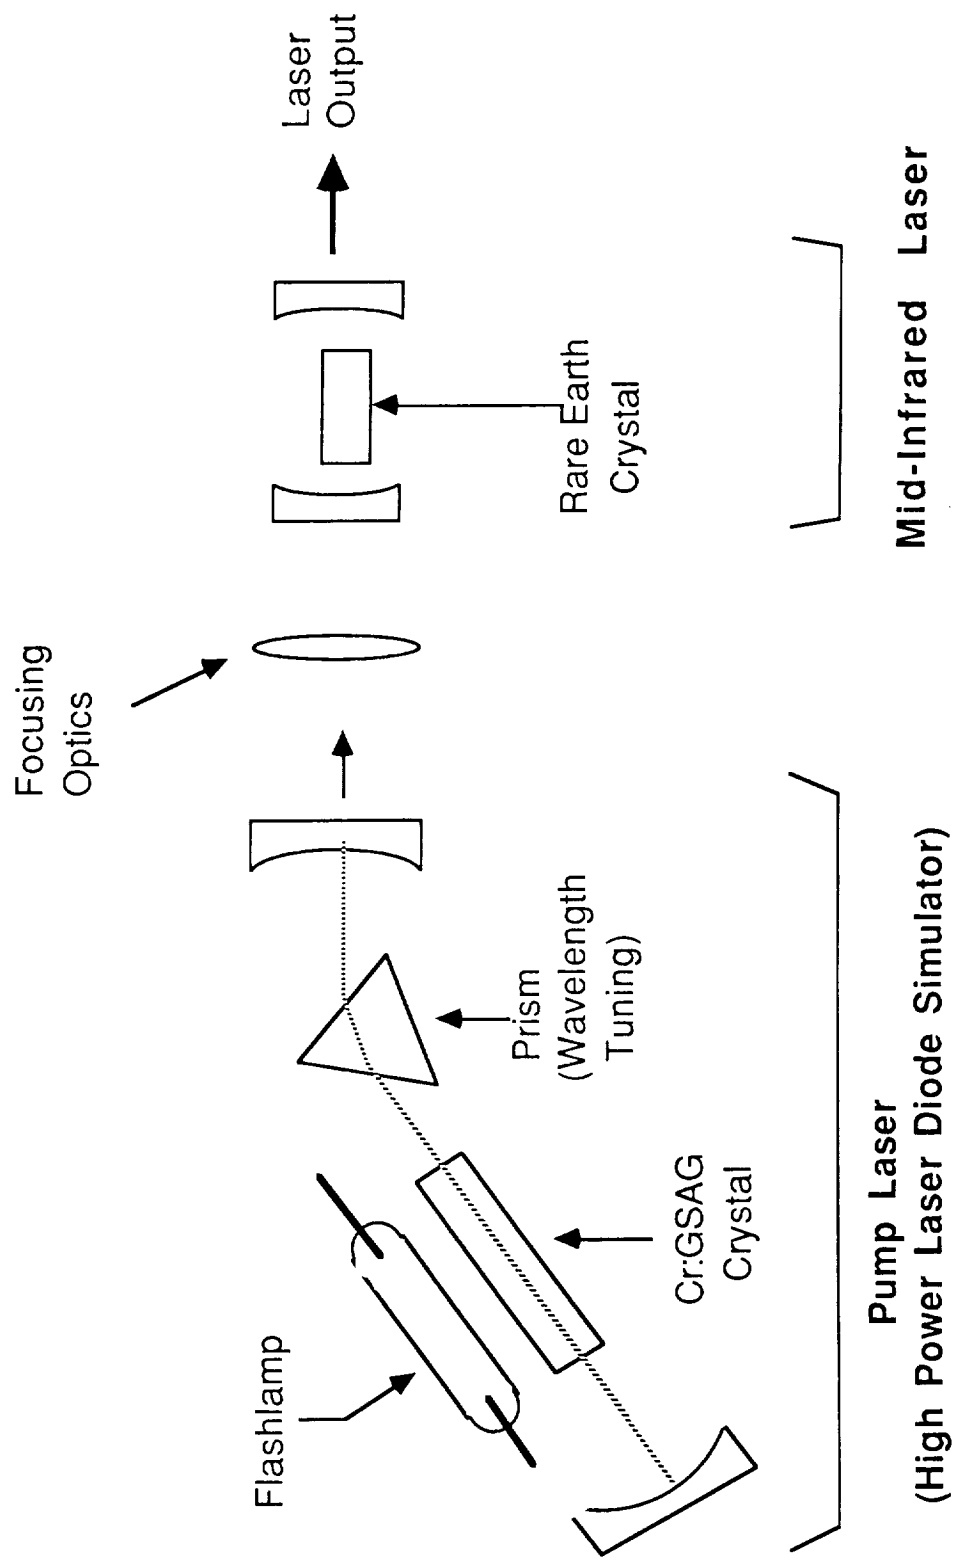 Flashlamp
Focusing
Optics
Laser
Output
Cr:GSAG
Crystal
Prism
(Wavelength
Tuning)
Rare Earth
Crystal
Pump Laser
(High Power Laser Diode Simulator)
Mid-Infrared Laser